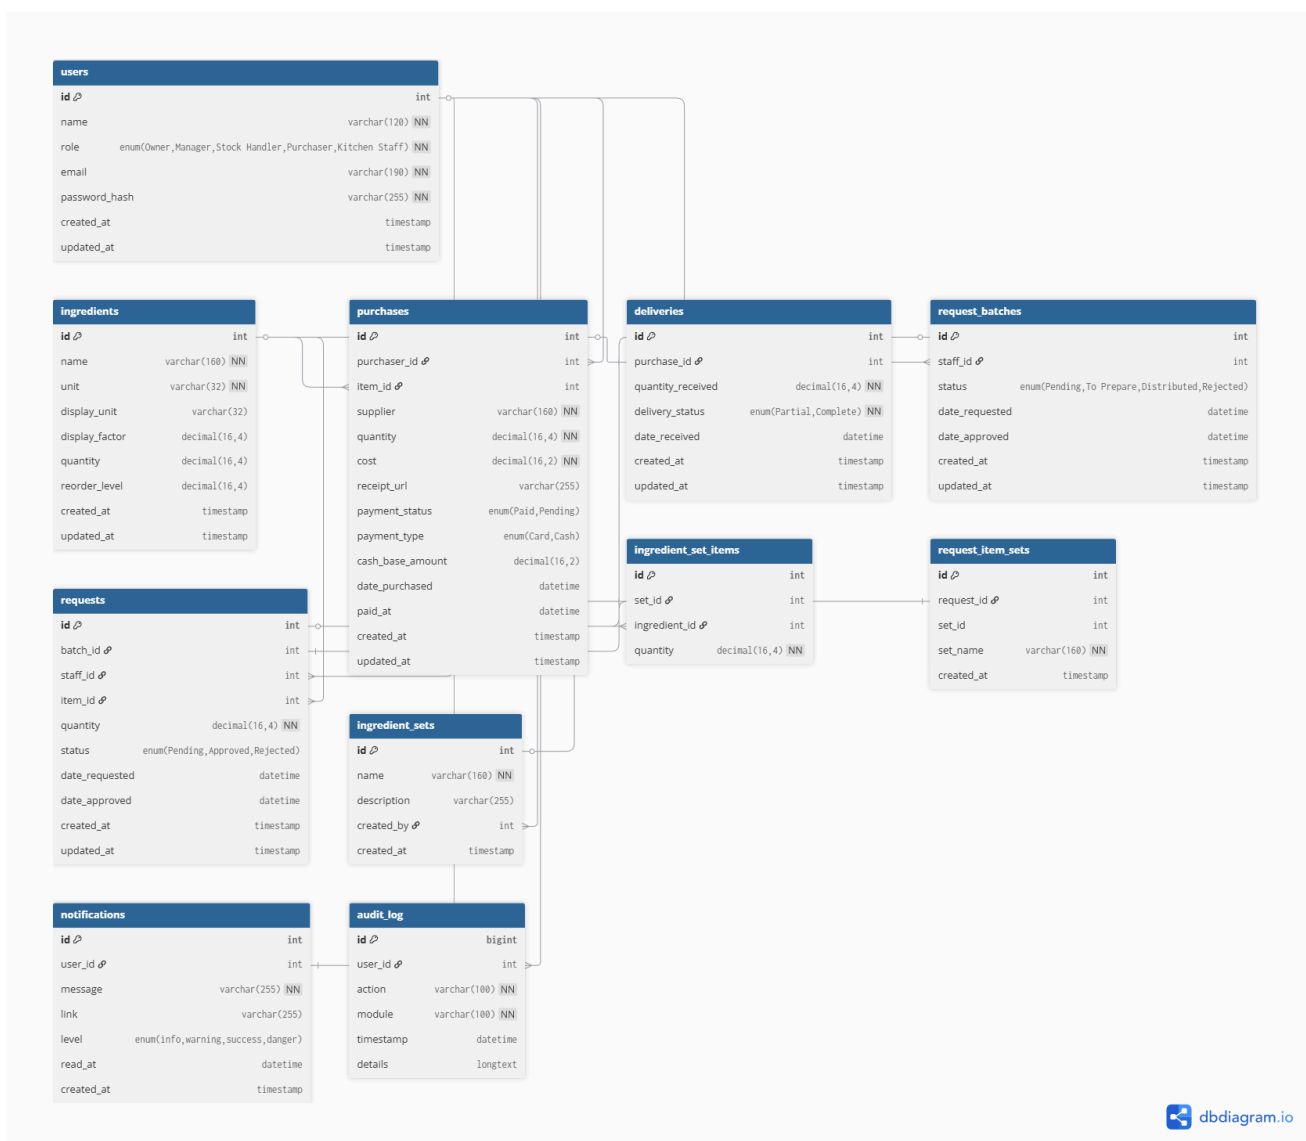 users
id int
name varchar(120) NN
role enum(Owner,Manager,Stock Handler,Purchaser,Kitchen Staff) NN
email varchar(190) NN
password_hash varchar(255) NN
created_at timestamp
updated_at timestamp
ingredients
id int
name varchar(160) NN
unit varchar(32) NN
display_unit varchar(32)
display_factor decimal(16,4)
quantity decimal(16,4)
reorder_level decimal(16,4)
created_at timestamp
updated_at timestamp
purchases
id int
purchaser_id int
item_id int
supplier varchar(160) NN
quantity decimal(16,4) NN
cost decimal(16,2) NN
receipt_url varchar(255)
payment_status enum(Paid,Pending)
payment_type enum(Card,Cash)
cash_base_amount decimal(16,2)
date_purchased datetime
paid_at datetime
created_at timestamp
updated_at timestamp
deliveries
id int
purchase_id int
quantity_received decimal(16,4) NN
delivery_status enum(Partial,Complete) NN
date_received datetime
created_at timestamp
updated_at timestamp
request_batches
id int
staff_id int
status enum(Pending,To Prepare,Distributed,Rejected)
date_requested datetime
date_approved datetime
created_at timestamp
updated_at timestamp
ingredient_set_items
id int
set_id int
ingredient_id int
quantity decimal(16,4) NN
request_item_sets
id int
request_id int
set_id int
set_name varchar(160) NN
created_at timestamp
requests
id int
batch_id int
staff_id int
item_id int
quantity decimal(16,4) NN
status enum(Pending,Approved,Rejected)
date_requested datetime
date_approved datetime
created_at timestamp
updated_at timestamp
ingredient_sets
id int
name varchar(160) NN
description varchar(255)
created_by int
created_at timestamp
notifications
id int
user_id int
message varchar(255) NN
link varchar(255)
level enum(info,warning,success,danger)
read_at datetime
created_at timestamp
audit_log
id bigint
user_id int
action varchar(100) NN
module varchar(100) NN
timestamp datetime
details longtext
dbdiagram.io